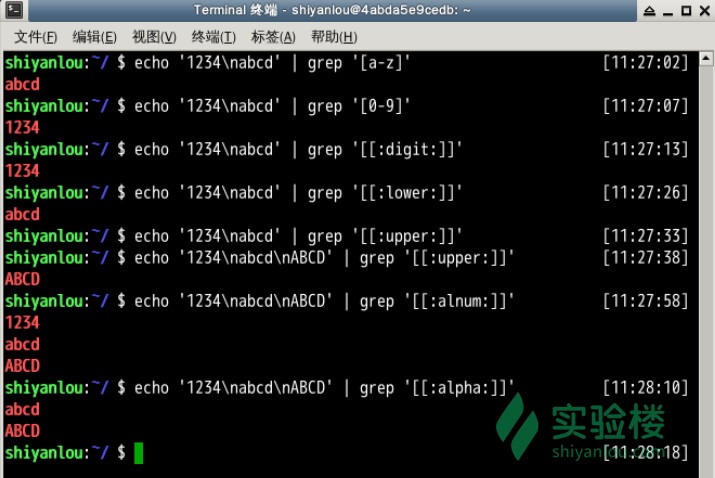 Terminal 终端 - shiyanlou@4abda5e9cedb: ~
文件(F) 编辑(E) 视图(V) 终端(T) 标签(A) 帮助(H)
shiyanlou:~/ $ echo '1234\nabcd' | grep '[a-z]' [11:27:02]
abcd
shiyanlou:~/ $ echo '1234\nabcd' | grep '[0-9]' [11:27:07]
1234
shiyanlou:~/ $ echo '1234\nabcd' | grep '[[:digit:]]' [11:27:13]
1234
shiyanlou:~/ $ echo '1234\nabcd' | grep '[[:lower:]]' [11:27:26]
abcd
shiyanlou:~/ $ echo '1234\nabcd' | grep '[[:upper:]]' [11:27:33]
shiyanlou:~/ $ echo '1234\nabcd\nABCD' | grep '[[:upper:]]' [11:27:38]
ABCD
shiyanlou:~/ $ echo '1234\nabcd\nABCD' | grep '[[:alnum:]]' [11:27:58]
1234
abcd
ABCD
shiyanlou:~/ $ echo '1234\nabcd\nABCD' | grep '[[:alpha:]]' [11:28:10]
abcd
ABCD
shiyanlou:~/ $ [11:28:18]
实验楼
shiyanlou.com